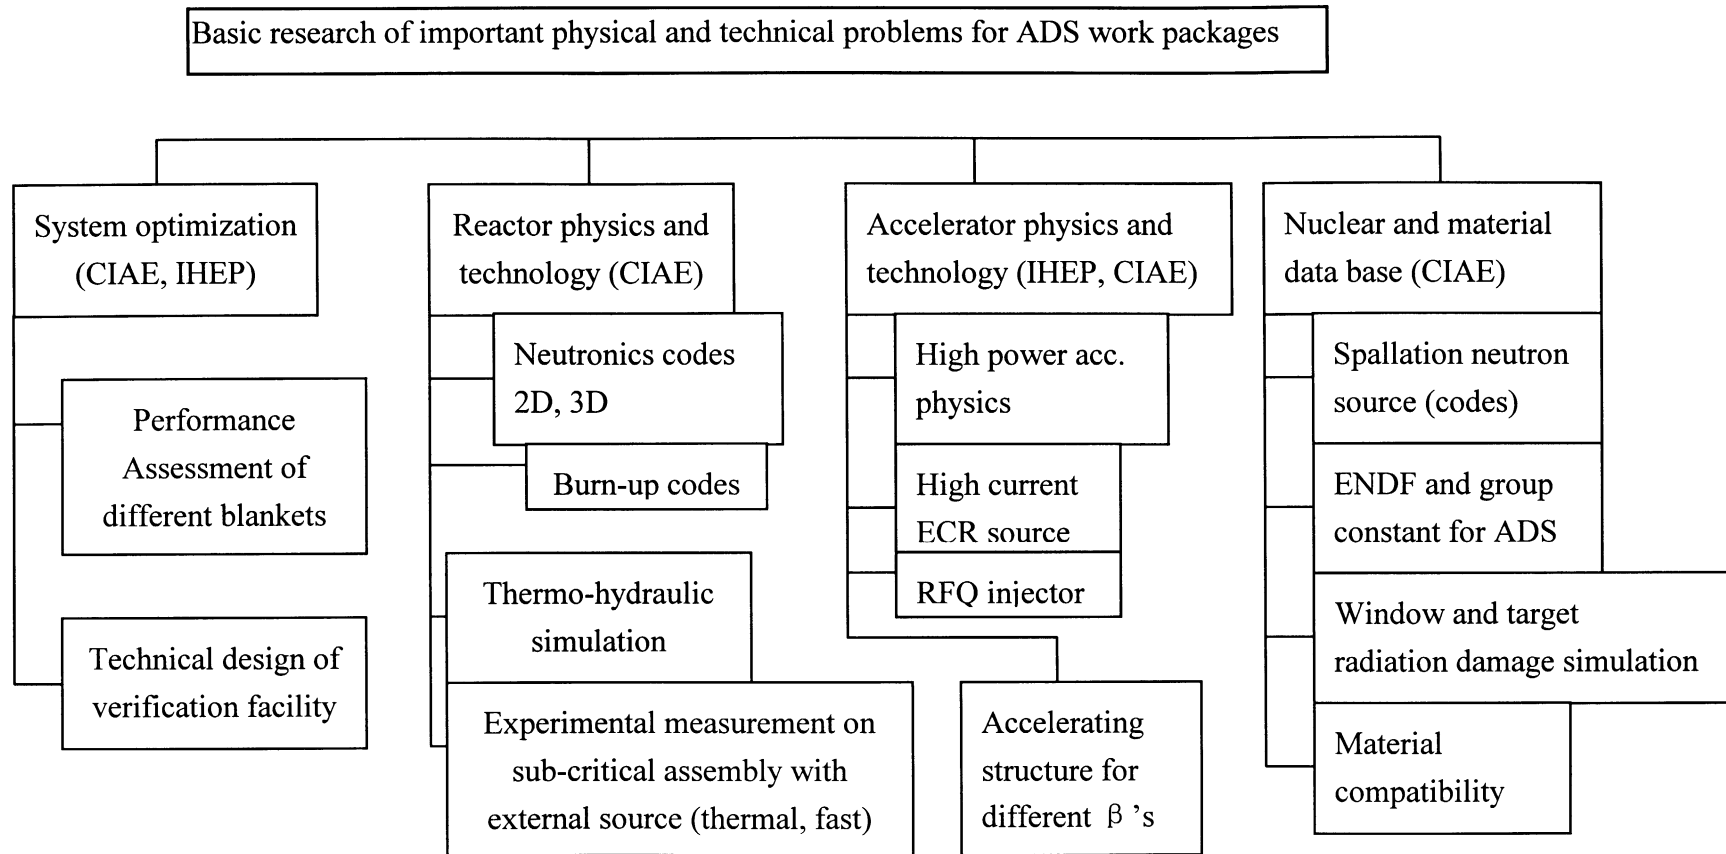 Basic research of important physical and technical problems for ADS work packages
System optimization
(CIAE, IHEP)
Performance
Assessment of
different blankets
Technical design of
verification facility
Reactor physics and
technology (CIAE)
Neutronics codes
2D, 3D
Burn-up codes
Thermo-hydraulic
simulation
Experimental measurement on
sub-critical assembly with
external source (thermal, fast)
Accelerator physics and
technology (IHEP, CIAE)
High power acc.
physics
High current
ECR source
RFQ injector
Accelerating
structure for
different β's
Nuclear and material
data base (CIAE)
Spallation neutron
source (codes)
ENDF and group
constant for ADS
Window and target
radiation damage simulation
Material
compatibility